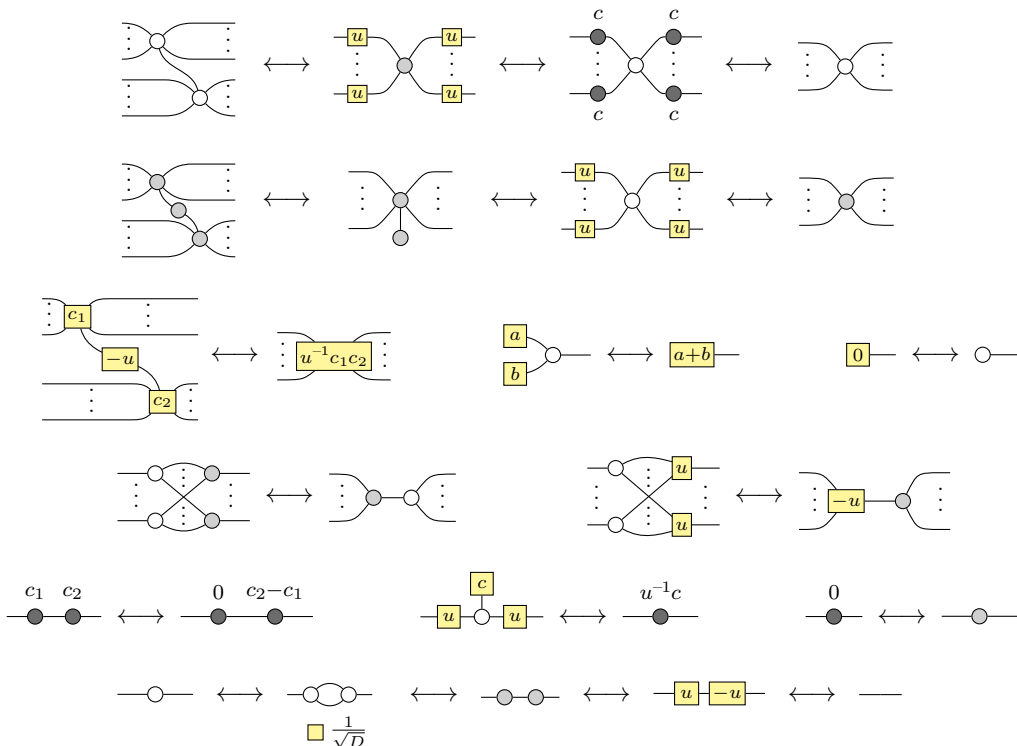 c c
u u
u u
c c
u u
u u
c₁
−u
c₂
u⁻¹c₁c₂
a
b
a+b
0
u
u
−u
c₁ c₂
0 c₂−c₁
c
u u
u⁻¹c
0
u −u
1/√D